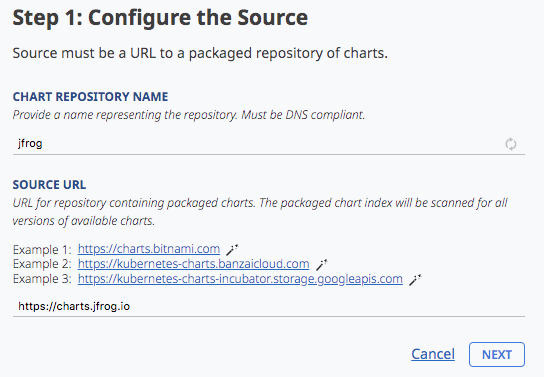 Step 1: Configure the Source
Source must be a URL to a packaged repository of charts.
CHART REPOSITORY NAME
Provide a name representing the repository. Must be DNS compliant.
jfrog
SOURCE URL
URL for repository containing packaged charts. The packaged chart index will be scanned for all
versions of available charts.
Example 1: https://charts.bitnami.com
Example 2: https://kubernetes-charts.banzaicloud.com
Example 3: https://kubernetes-charts-incubator.storage.googleapis.com
https://charts.jfrog.io
Cancel NEXT